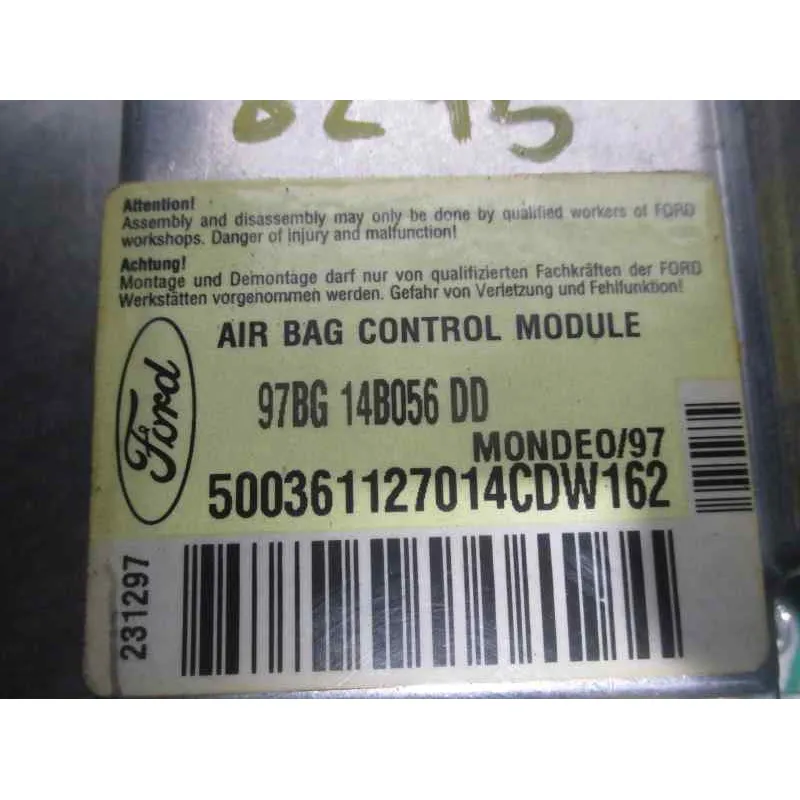 Attention!
Assembly and disassembly may only be done by qualified workers of FORD
workshops. Danger of injury and malfunction!
Achtung!
Montage und Demontage darf nur von qualifizierten Fachkräften der FORD
Werkstätten vorgenommen werden. Gefahr von Verletzung und Fehlfunktion!
Ford
AIR BAG CONTROL MODULE
97BG 14B056 DD
MONDEO/97
500361127014CDW162
231297